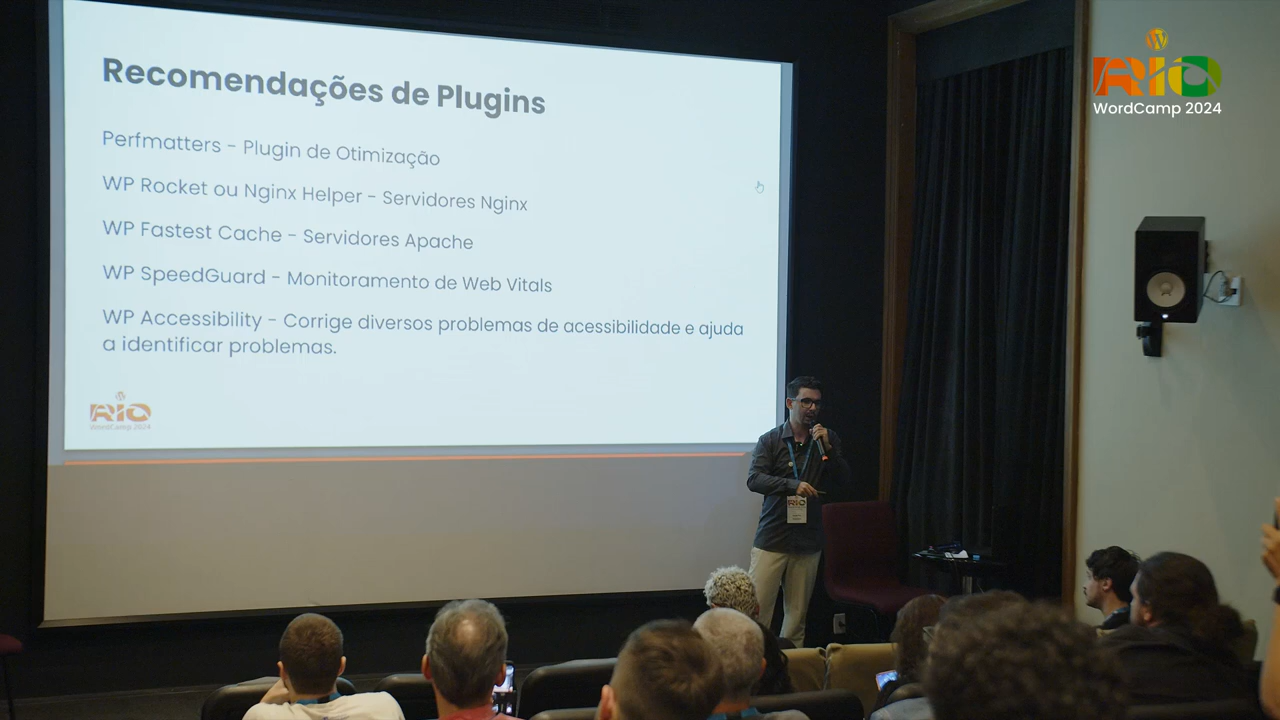 Recomendações de Plugins
Perfmatters - Plugin de Otimização
WP Rocket ou Nginx Helper - Servidores Nginx
WP Fastest Cache - Servidores Apache
WP SpeedGuard - Monitoramento de Web Vitals
WP Accessibility - Corrige diversos problemas de acessibilidade e ajuda
a identificar problemas.
RIO
WordCamp 2024
RIO
WordCamp 2024
RIO